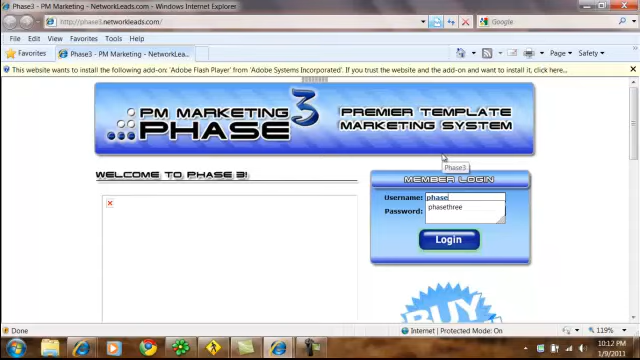 Phase3 - PM Marketing - NetworkLeads.com - Windows Internet Explorer
http://phase3.networkleads.com/
Google
File Edit View Favorites Tools Help
Favorites
Phase3 - PM Marketing - NetworkLea...
Page Safety
This website wants to install the following add-on: 'Adobe Flash Player' from 'Adobe Systems Incorporated'. If you trust the website and the add-on and want to install it, click here...
PM MARKETING
PHASE 3
PREMIER TEMPLATE
MARKETING SYSTEM
Phase3
WELCOME TO PHASE 3!
MEMBER LOGIN
Username: phase
phasethree
Password:
Login
BUY
Done
Internet | Protected Mode: On
119%
10:12 PM
1/9/2011